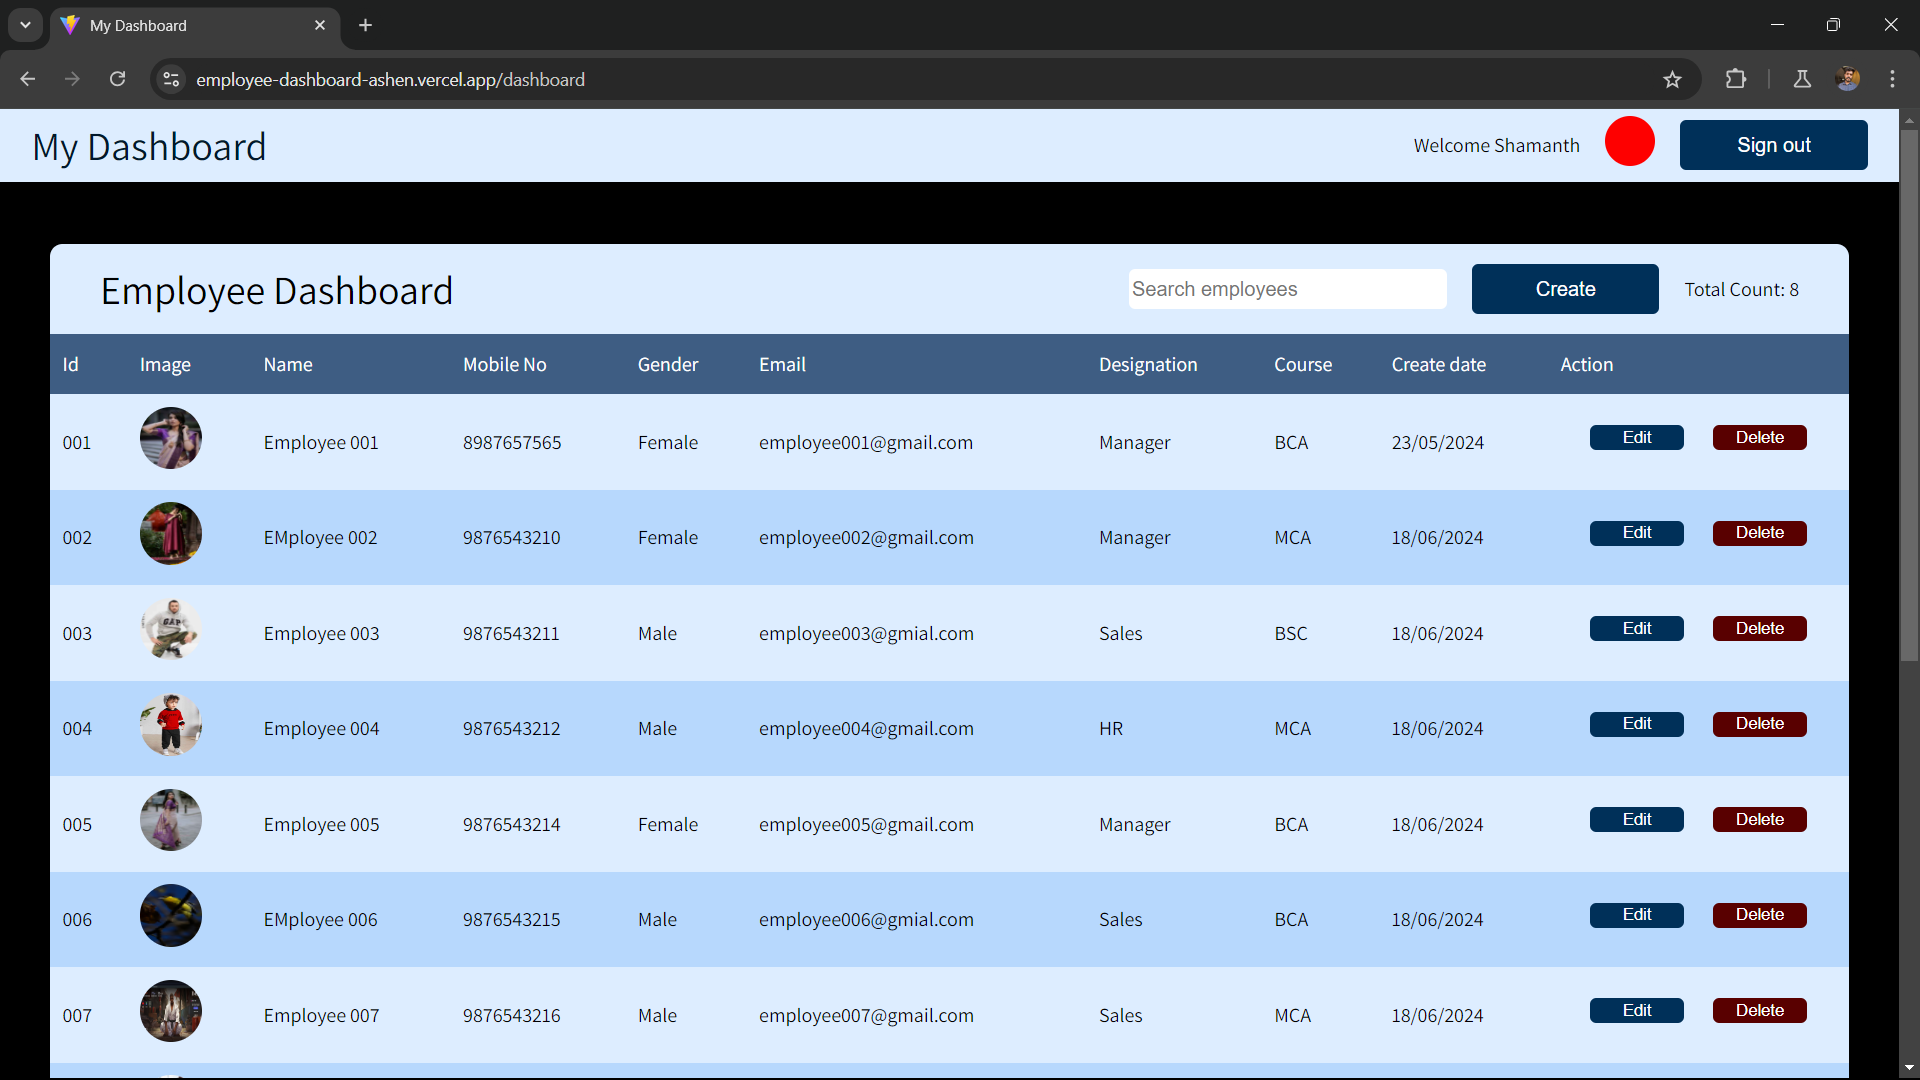 My Dashboard
employee-dashboard-ashen.vercel.app/dashboard
My Dashboard Welcome Shamanth Sign out
Employee Dashboard Search employees Create Total Count: 8
Id Image Name Mobile No Gender Email Designation Course Create date Action
001 Employee 001 8987657565 Female employee001@gmail.com Manager BCA 23/05/2024 Edit Delete
002 EMployee 002 9876543210 Female employee002@gmail.com Manager MCA 18/06/2024 Edit Delete
GAP
003 Employee 003 9876543211 Male employee003@gmial.com Sales BSC 18/06/2024 Edit Delete
004 Employee 004 9876543212 Male employee004@gmail.com HR MCA 18/06/2024 Edit Delete
005 Employee 005 9876543214 Female employee005@gmail.com Manager BCA 18/06/2024 Edit Delete
006 EMployee 006 9876543215 Male employee006@gmial.com Sales BCA 18/06/2024 Edit Delete
007 Employee 007 9876543216 Male employee007@gmail.com Sales MCA 18/06/2024 Edit Delete